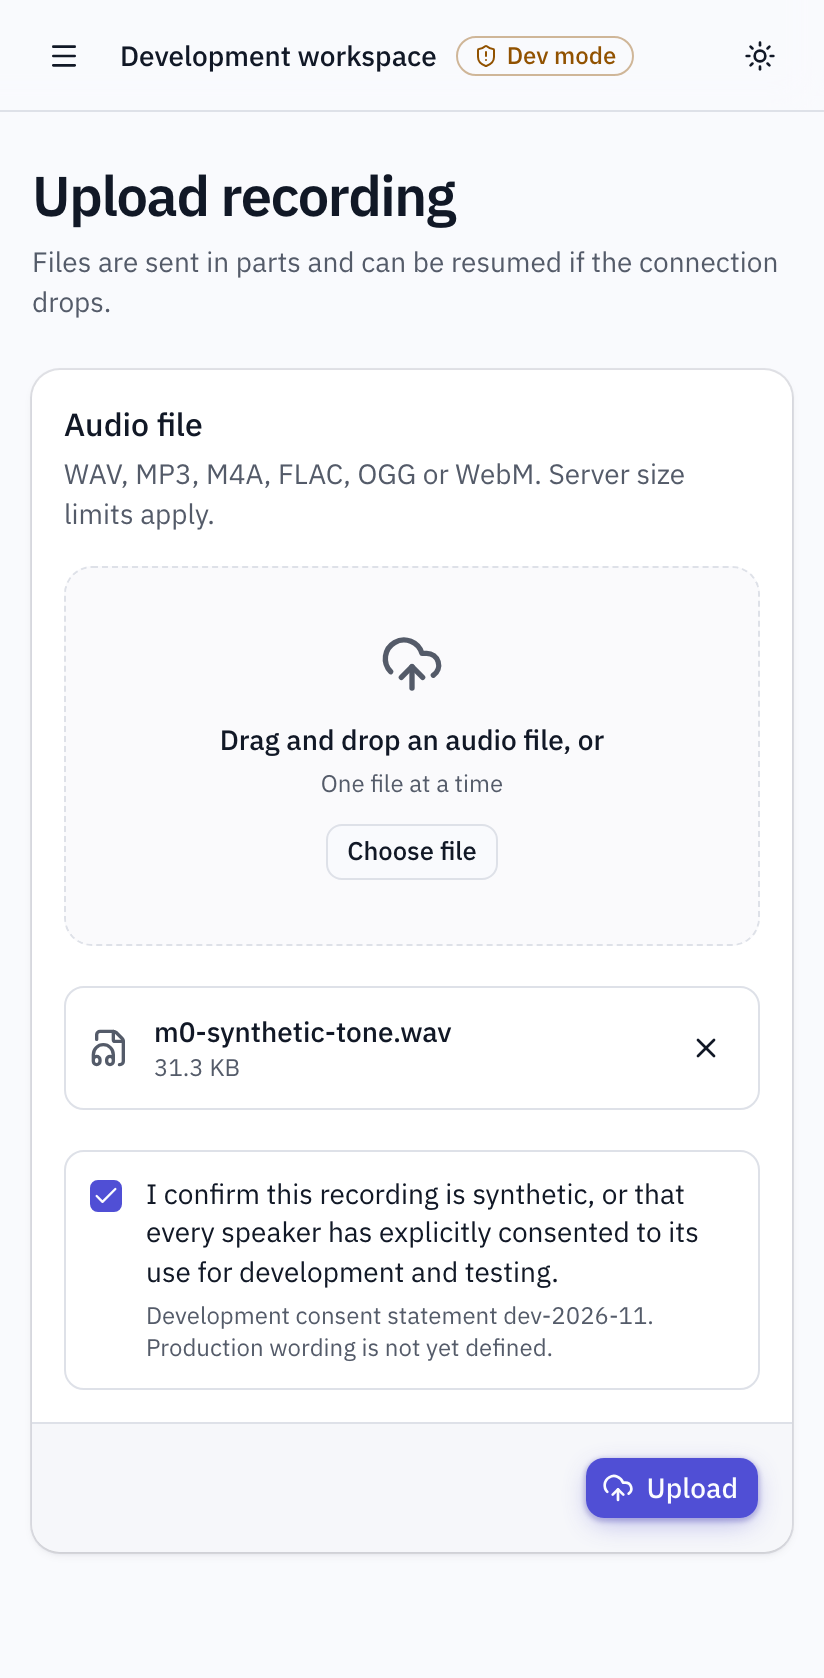 Development workspace
Dev mode
Upload recording
Files are sent in parts and can be resumed if the connection
drops.
Audio file
WAV, MP3, M4A, FLAC, OGG or WebM. Server size
limits apply.
Drag and drop an audio file, or
One file at a time
Choose file
m0-synthetic-tone.wav
31.3 KB
I confirm this recording is synthetic, or that
every speaker has explicitly consented to its
use for development and testing.
Development consent statement dev-2026-11.
Production wording is not yet defined.
Upload